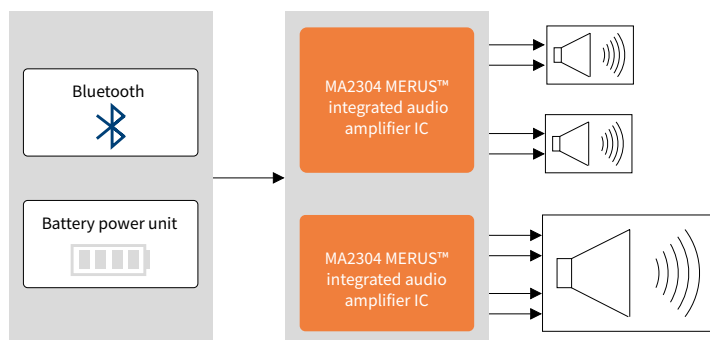 Bluetooth
Battery power unit
MA2304 MERUS™
integrated audio
amplifier IC
MA2304 MERUS™
integrated audio
amplifier IC